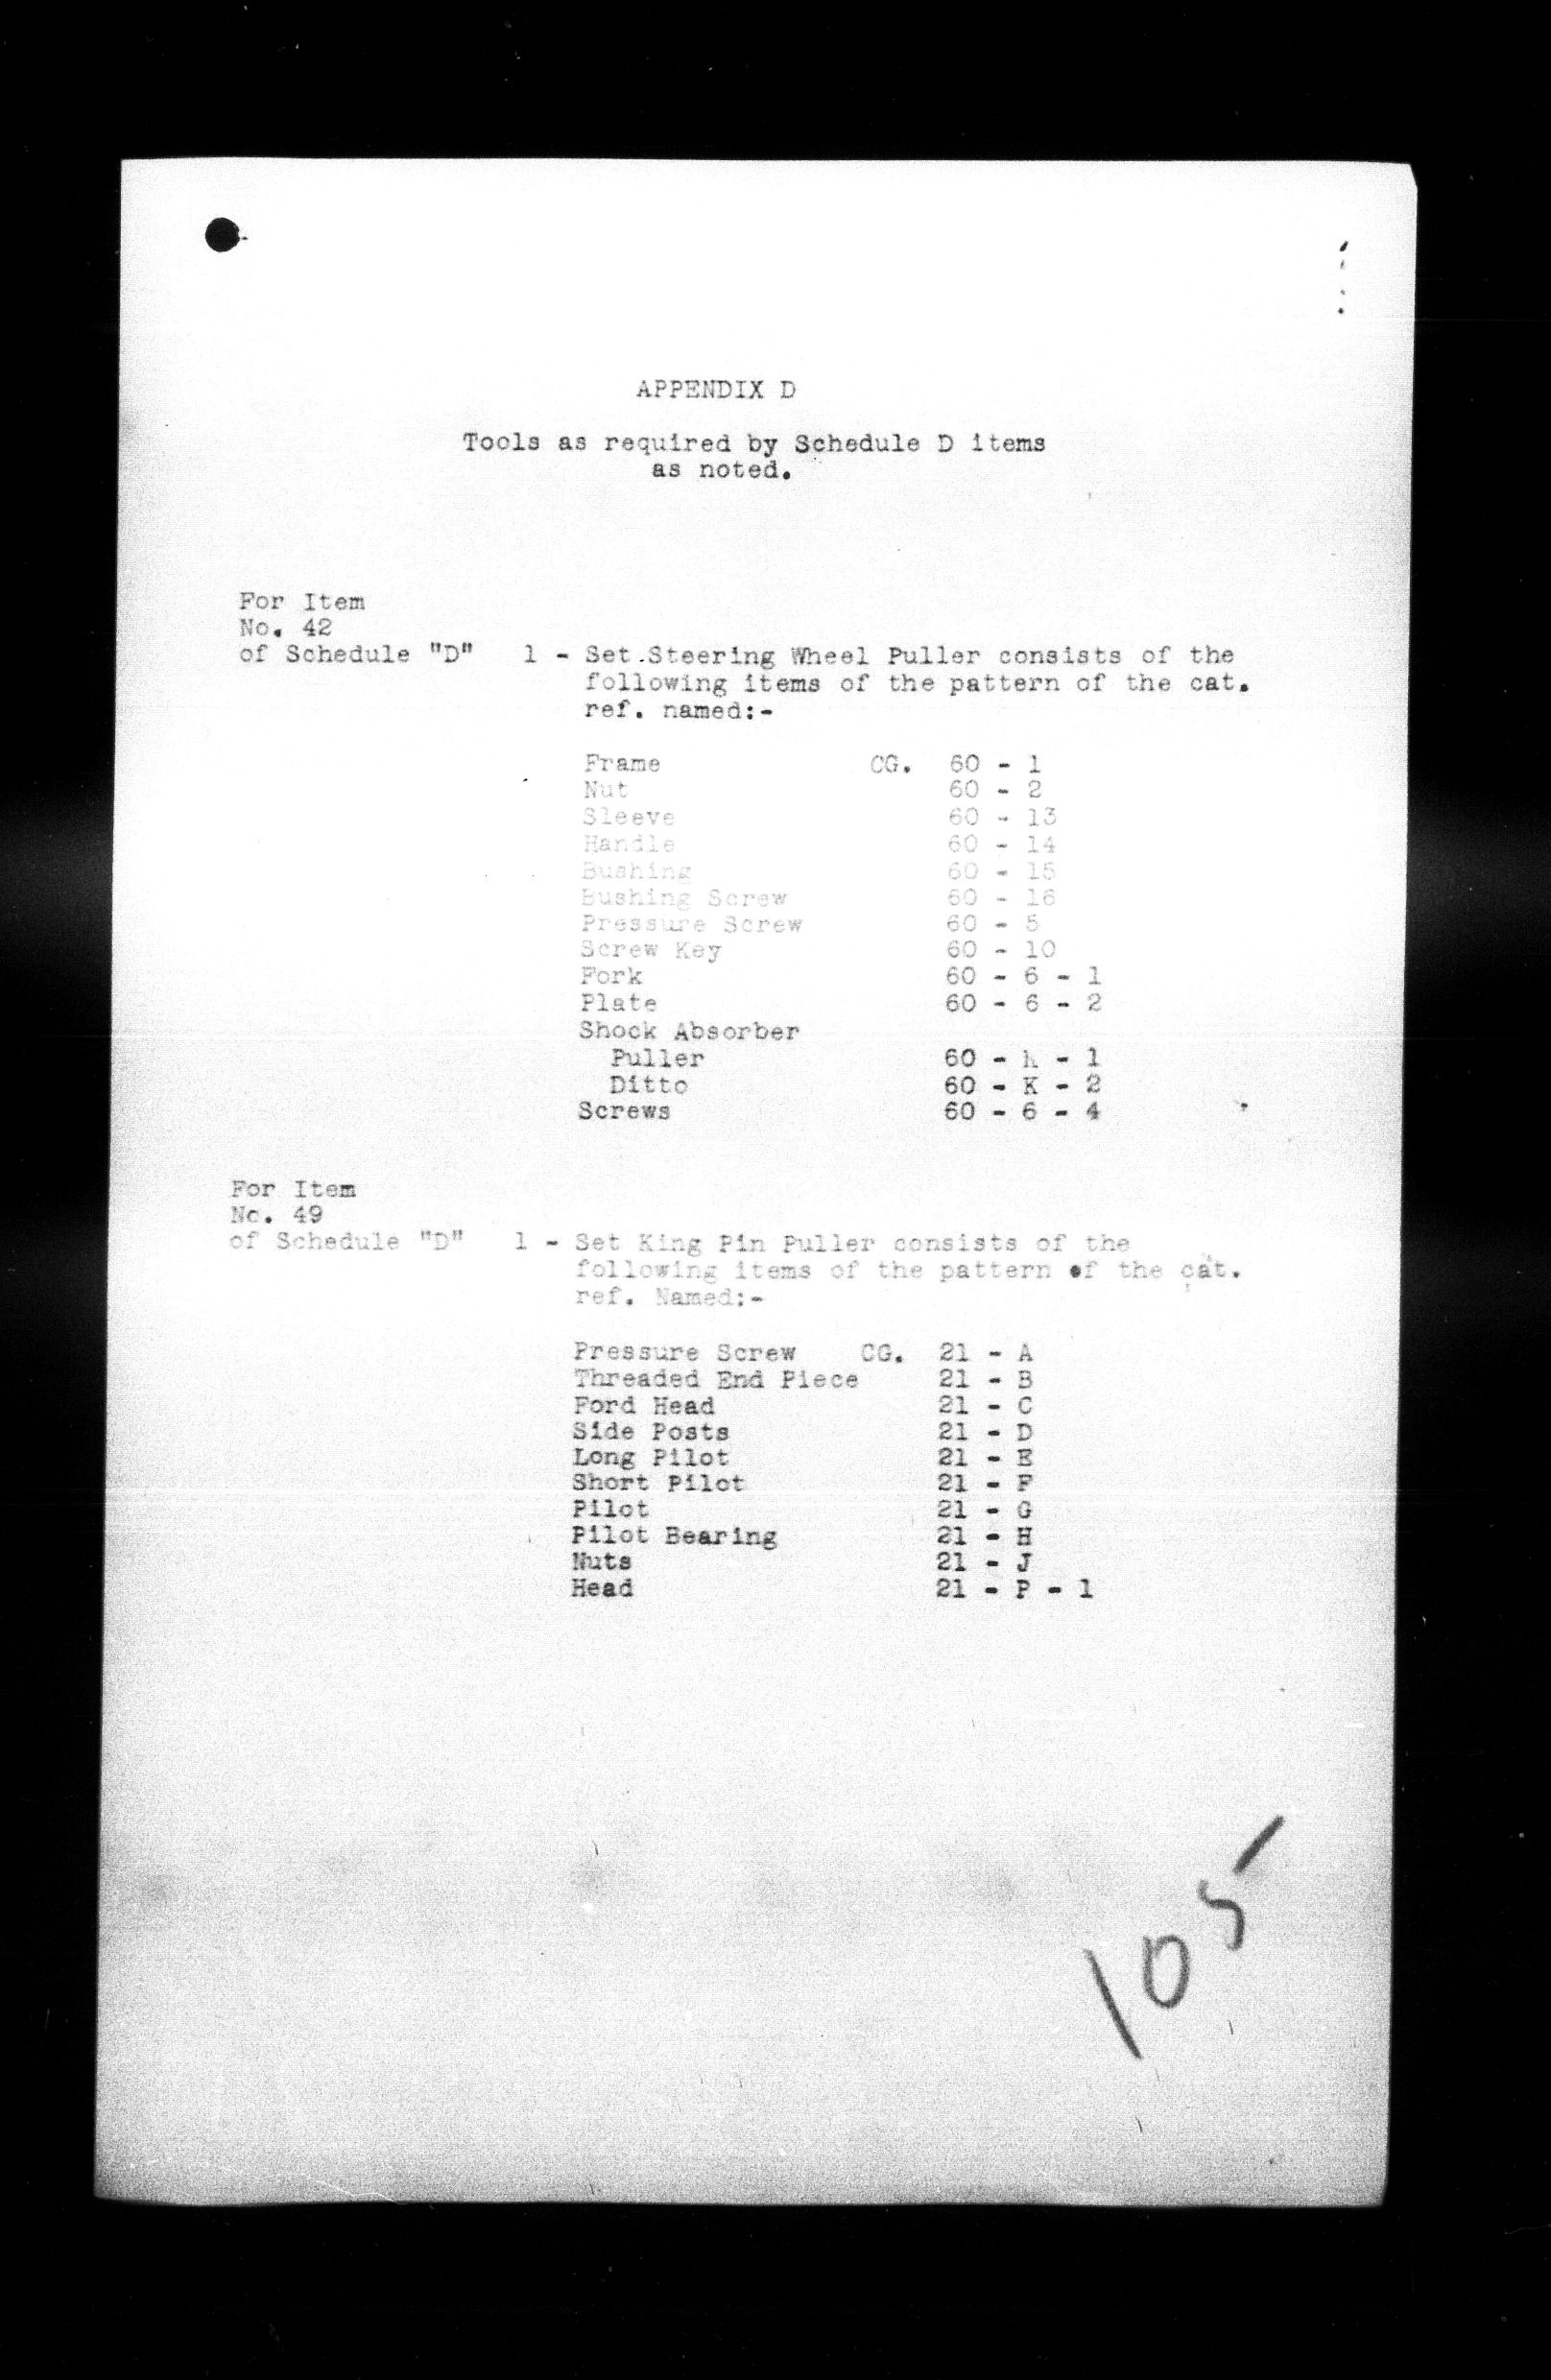 APPENDIX D
Tools as required by Schedule D items
as noted.
For Item
No. 42
of Schedule "D" 1 - Set Steering Wheel Puller consists of the
following items of the pattern of the cat.
ref. named:-
Frame CG. 60 - 1
Nut 60 - 2
Sleeve 60 - 13
Handle 60 - 14
Bushing 60 - 15
Bushing Screw 60 - 16
Pressure Screw 60 - 5
Screw Key 60 - 10
Fork 60 - 6 - 1
Plate 60 - 6 - 2
Shock Absorber
Puller 60 - K - 1
Ditto 60 - K - 2
Screws 60 - 6 - 4
For Item
No. 49
of Schedule "D" 1 - Set King Pin Puller consists of the
following items of the pattern of the cat.
ref. Named:-
Pressure Screw CG. 21 - A
Threaded End Piece 21 - B
Ford Head 21 - C
Side Posts 21 - D
Long Pilot 21 - E
Short Pilot 21 - F
Pilot 21 - G
Pilot Bearing 21 - H
Nuts 21 - J
Head 21 - P - 1
105